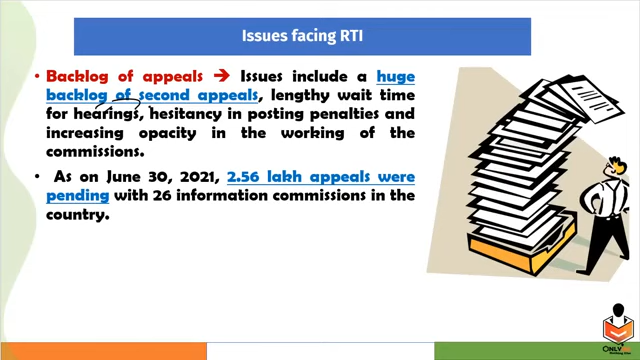 Issues facing RTI
• Backlog of appeals ➔ Issues include a huge
backlog of second appeals, lengthy wait time
for hearings, hesitancy in posting penalties and
increasing opacity in the working of the
commissions.
• As on June 30, 2021, 2.56 lakh appeals were
pending with 26 information commissions in the
country.
ONLY